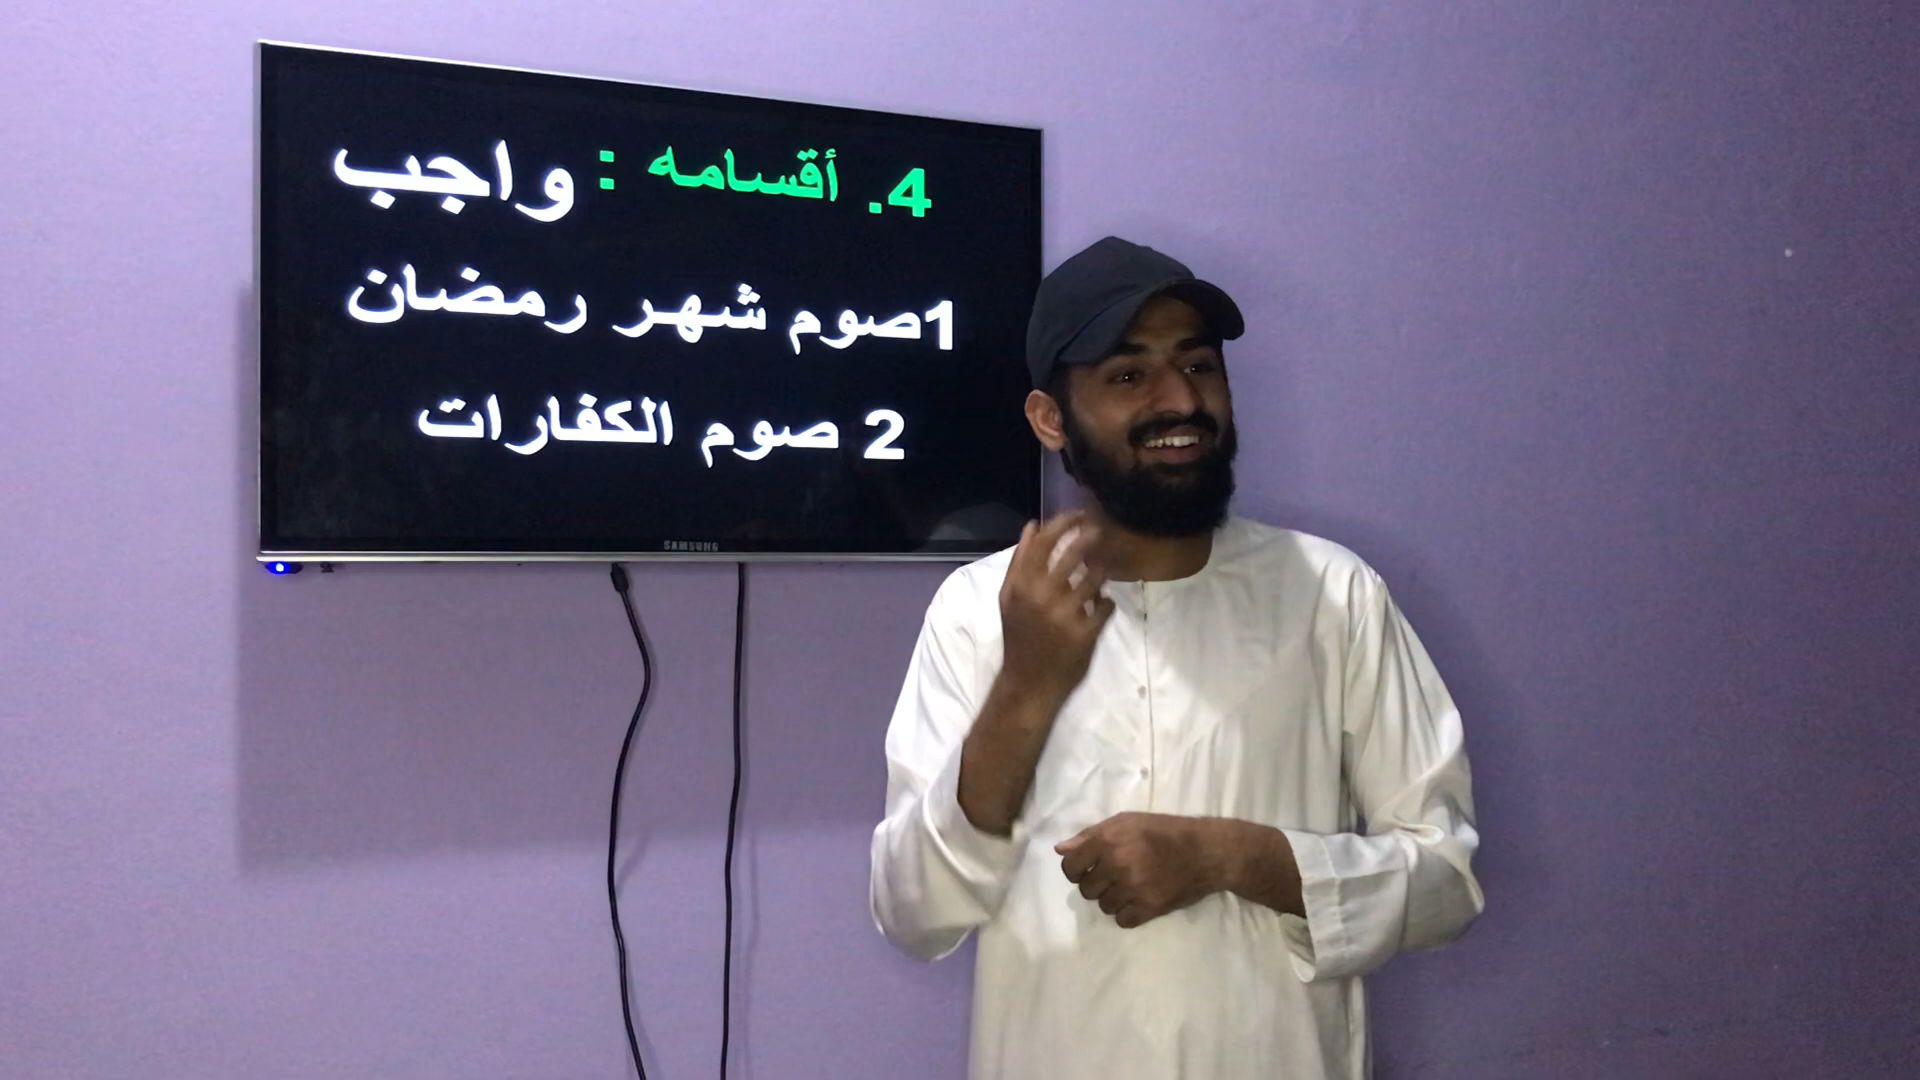 4. أقسامه : واجب
1صوم شهر رمضان
2 صوم الكفارات
SAMSUNG